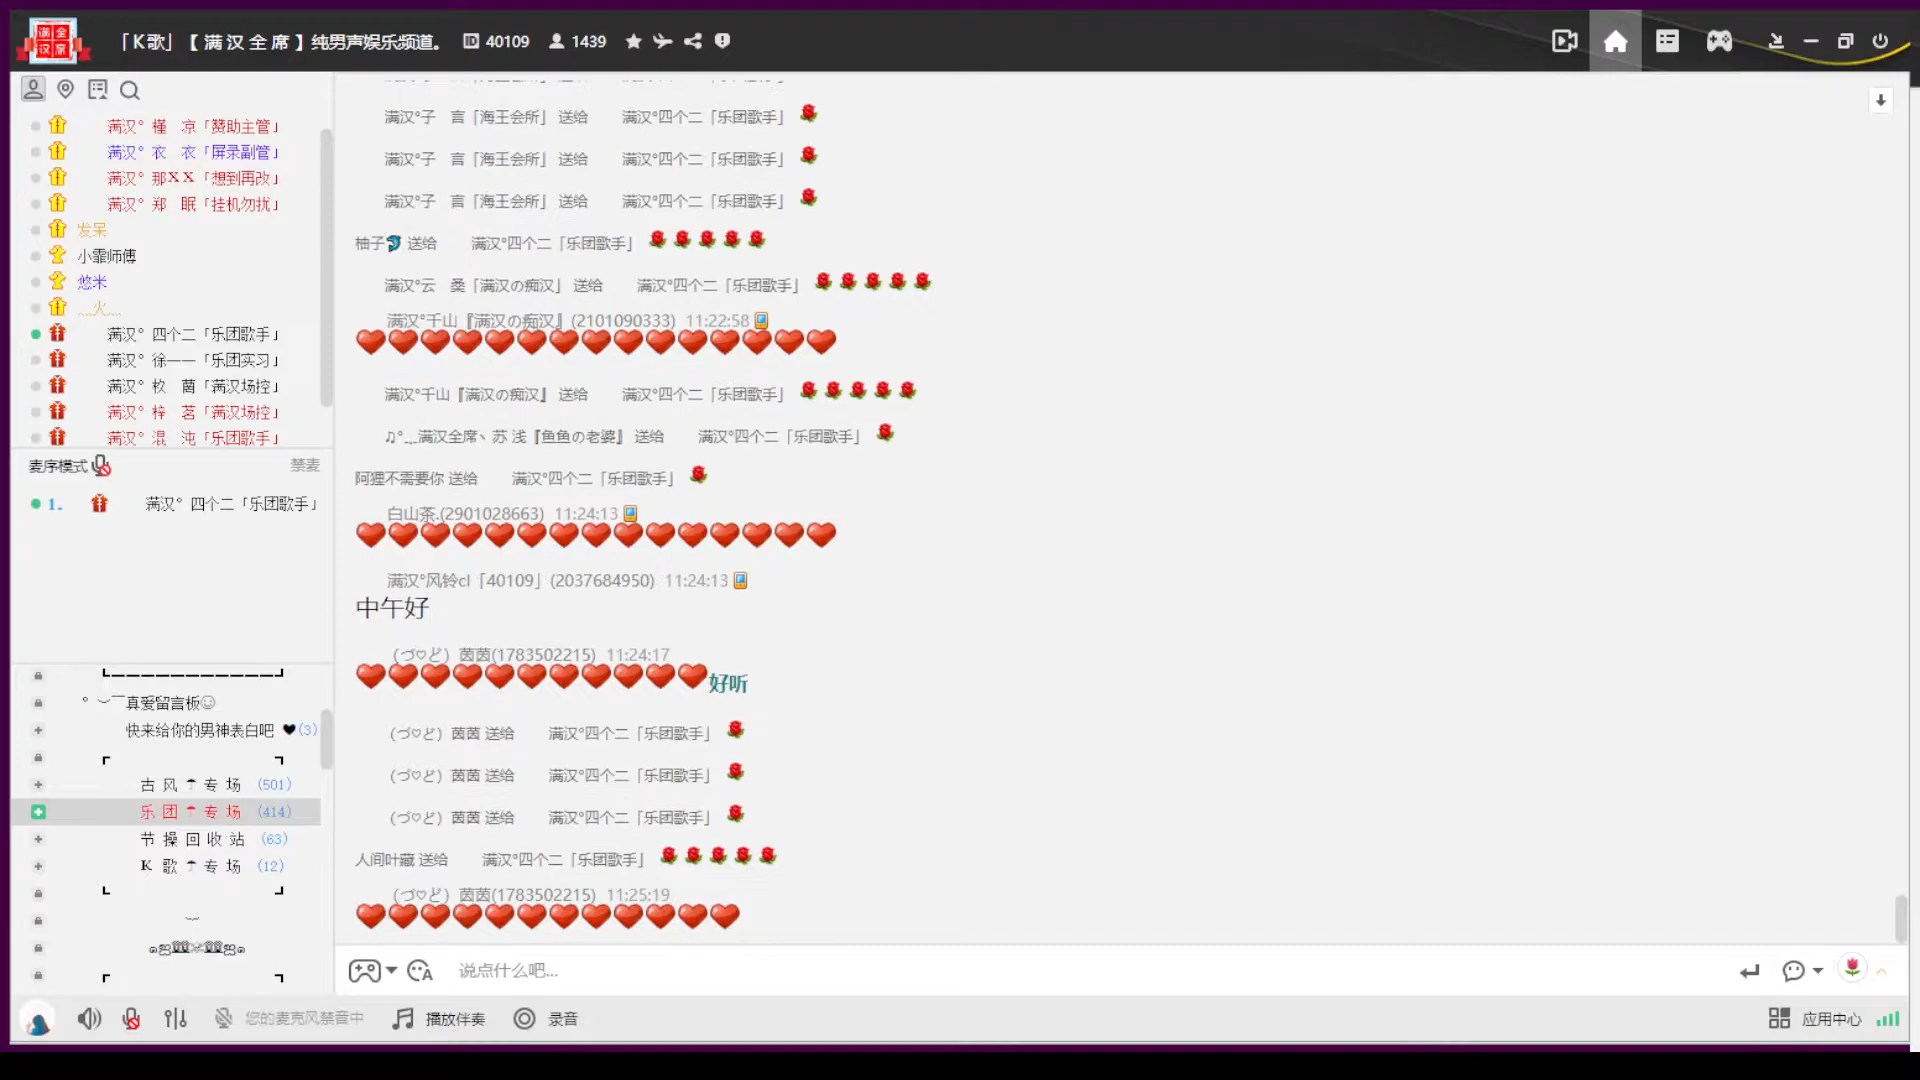 「K歌」【 满 汉 全 席 】纯男声娱乐频道。 ID 40109 1439
满汉°子 言「海王会所」 送给 满汉°四个二「乐团歌手」
满汉°子 言「海王会所」 送给 满汉°四个二「乐团歌手」
满汉°子 言「海王会所」 送给 满汉°四个二「乐团歌手」
柚子 送给 满汉°四个二「乐团歌手」
满汉°云 桑「满汉の痴汉」 送给 满汉°四个二「乐团歌手」
满汉°千山『满汉の痴汉』(2101090333) 11:22:58
满汉°千山『满汉の痴汉』 送给 满汉°四个二「乐团歌手」
♫°﹎满汉全席丶苏 浅『鱼鱼の老婆』 送给 满汉°四个二「乐团歌手」
阿狸不需要你 送给 满汉°四个二「乐团歌手」
白山茶.(2901028663) 11:24:13
满汉°风铃cl「40109」(2037684950) 11:24:13
中午好
(づ♡ど) 茵茵(1783502215) 11:24:17
好听
(づ♡ど) 茵茵 送给 满汉°四个二「乐团歌手」
(づ♡ど) 茵茵 送给 满汉°四个二「乐团歌手」
(づ♡ど) 茵茵 送给 满汉°四个二「乐团歌手」
人间叶藏 送给 满汉°四个二「乐团歌手」
(づ♡ど) 茵茵(1783502215) 11:25:19
说点什么吧...
满汉° 槿 凉「赞助主管」
满汉° 衣 衣「屏录副管」
满汉° 那XX「想到再改」
满汉° 郑 眠「挂机勿扰」
发呆
小霏师傅
悠米
﹏火﹏
满汉° 四个二「乐团歌手」
满汉° 徐一一「乐团实习」
满汉° 杦 菌「满汉场控」
满汉° 梓 茗「满汉场控」
满汉° 混 沌「乐团歌手」
麦序模式 禁麦
1. 满汉° 四个二「乐团歌手」
° ︶￣真爱留言板☺
快来给你的男神表白吧 ♥(3)
古 风 ☂ 专 场 (501)
乐 团 ☂ 专 场 (414)
节 操 回 收 站 (63)
K 歌 ☂ 专 场 (12)
您的麦克风禁音中 播放伴奏 录音 应用中心